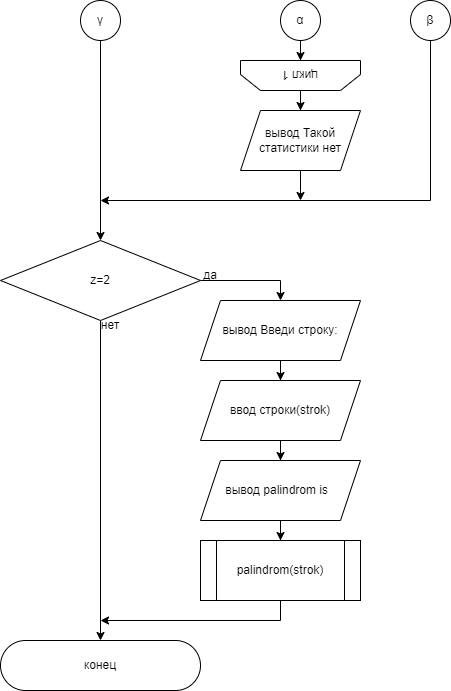 γ
α
β
цикл 1
вывод Такой
статистики нет
z=2
да
нет
вывод Введи строку:
ввод строки(strok)
вывод palindrom is
palindrom(strok)
конец